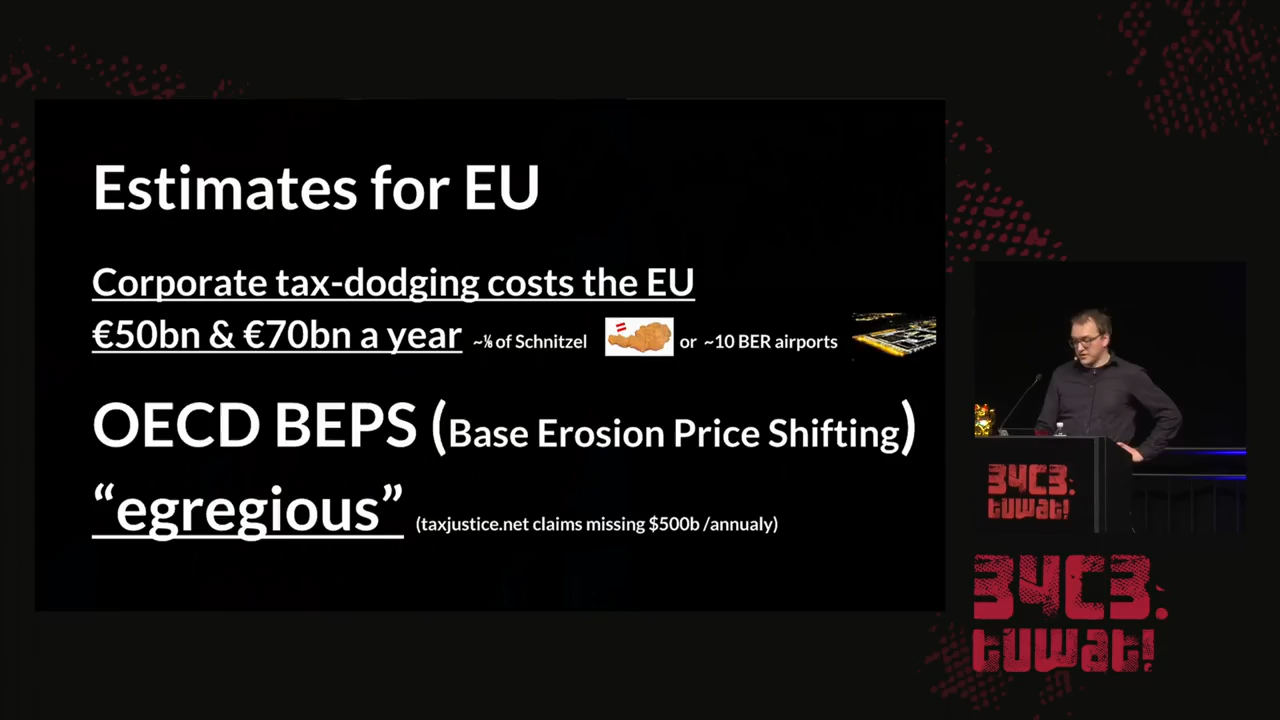 Estimates for EU
Corporate tax-dodging costs the EU
€50bn & €70bn a year ~⅙ of Schnitzel or ~10 BER airports
OECD BEPS (Base Erosion Price Shifting)
“egregious” (taxjustice.net claims missing $500b /annualy)
34C3.
tuwat!
34C3.
tuwat!